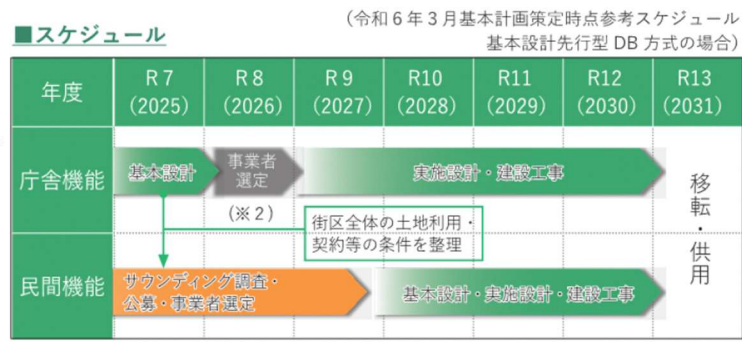 ■スケジュール
（令和６年３月基本計画策定時点参考スケジュール
基本設計先行型 DB 方式の場合）
年度
R７
(2025)
R８
(2026)
R９
(2027)
R10
(2028)
R11
(2029)
R12
(2030)
R13
(2031)
庁舎機能
基本設計
事業者
選定
(※２)
実施設計・建設工事
街区全体の土地利用・
契約等の条件を整理
民間機能
サウンディング調査・
公募・事業者選定
基本設計・実施設計・建設工事
移転・供用